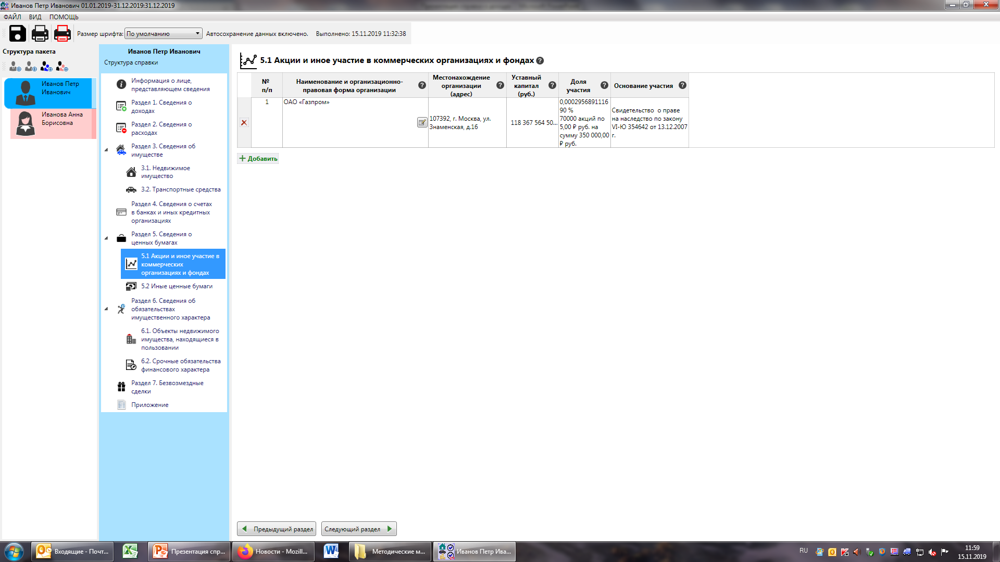 Иванов Петр Иванович 01.01.2019-31.12.2019:31.12.2019
ФАЙЛ ВИД ПОМОЩЬ
Размер шрифта: По умолчанию Автосохранение данных включено. Выполнено: 15.11.2019 11:32:38
Структура пакета
Иванов Петр
Иванович
Иванова Анна
Борисовна
Иванов Петр Иванович
Структура справки
Информация о лице,
представляющем сведения
Раздел 1. Сведения о
доходах
Раздел 2. Сведения о
расходах
Раздел 3. Сведения об
имуществе
3.1. Недвижимое
имущество
3.2. Транспортные средства
Раздел 4. Сведения о счетах
в банках и иных кредитных
организациях
Раздел 5. Сведения о
ценных бумагах
5.1 Акции и иное участие в
коммерческих
организациях и фондах
5.2 Иные ценные бумаги
Раздел 6. Сведения об
обязательствах
имущественного характера
6.1. Объекты недвижимого
имущества, находящиеся в
пользовании
6.2. Срочные обязательства
финансового характера
Раздел 7. Безвозмездные
сделки
Приложение
5.1 Акции и иное участие в коммерческих организациях и фондах
№
п/п
Наименование и организационно-
правовая форма организации
Местонахождение
организации
(адрес)
Уставный
капитал
(руб.)
Доля
участия
Основание участия
1
ОАО «Газпром»
107392, г. Москва, ул.
Знаменская, д.16
118 367 564 50...
0,0002956891116
90 %
70000 акций по
5,00 ₽ руб. на
сумму 350 000,00
₽ руб.
Свидетельство о праве
на наследство по закону
VI-Ю 354642 от 13.12.2007
г.
Добавить
Предыдущий раздел
Следующий раздел
Входящие - Почт...
Презентация спр...
Новости - Mozill...
Методические м...
Иванов Петр Ива...
RU
11:59
15.11.2019